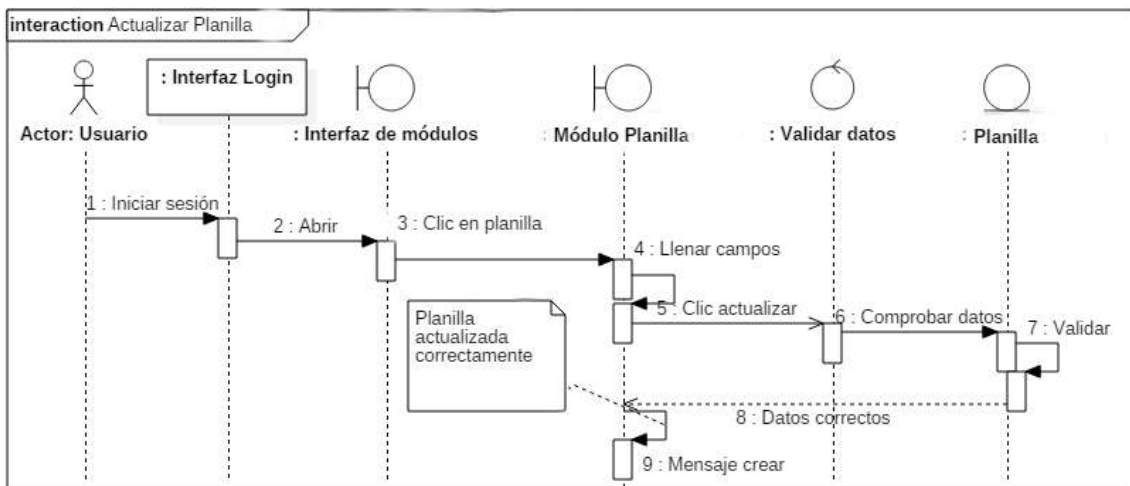 interaction Actualizar Planilla
: Interfaz Login
Actor: Usuario
: Interfaz de módulos
: Módulo Planilla
: Validar datos
: Planilla
1 : Iniciar sesión
2 : Abrir
3 : Clic en planilla
4 : Llenar campos
5 : Clic actualizar
6 : Comprobar datos
7 : Validar
Planilla
actualizada
correctamente
8 : Datos correctos
9 : Mensaje crear